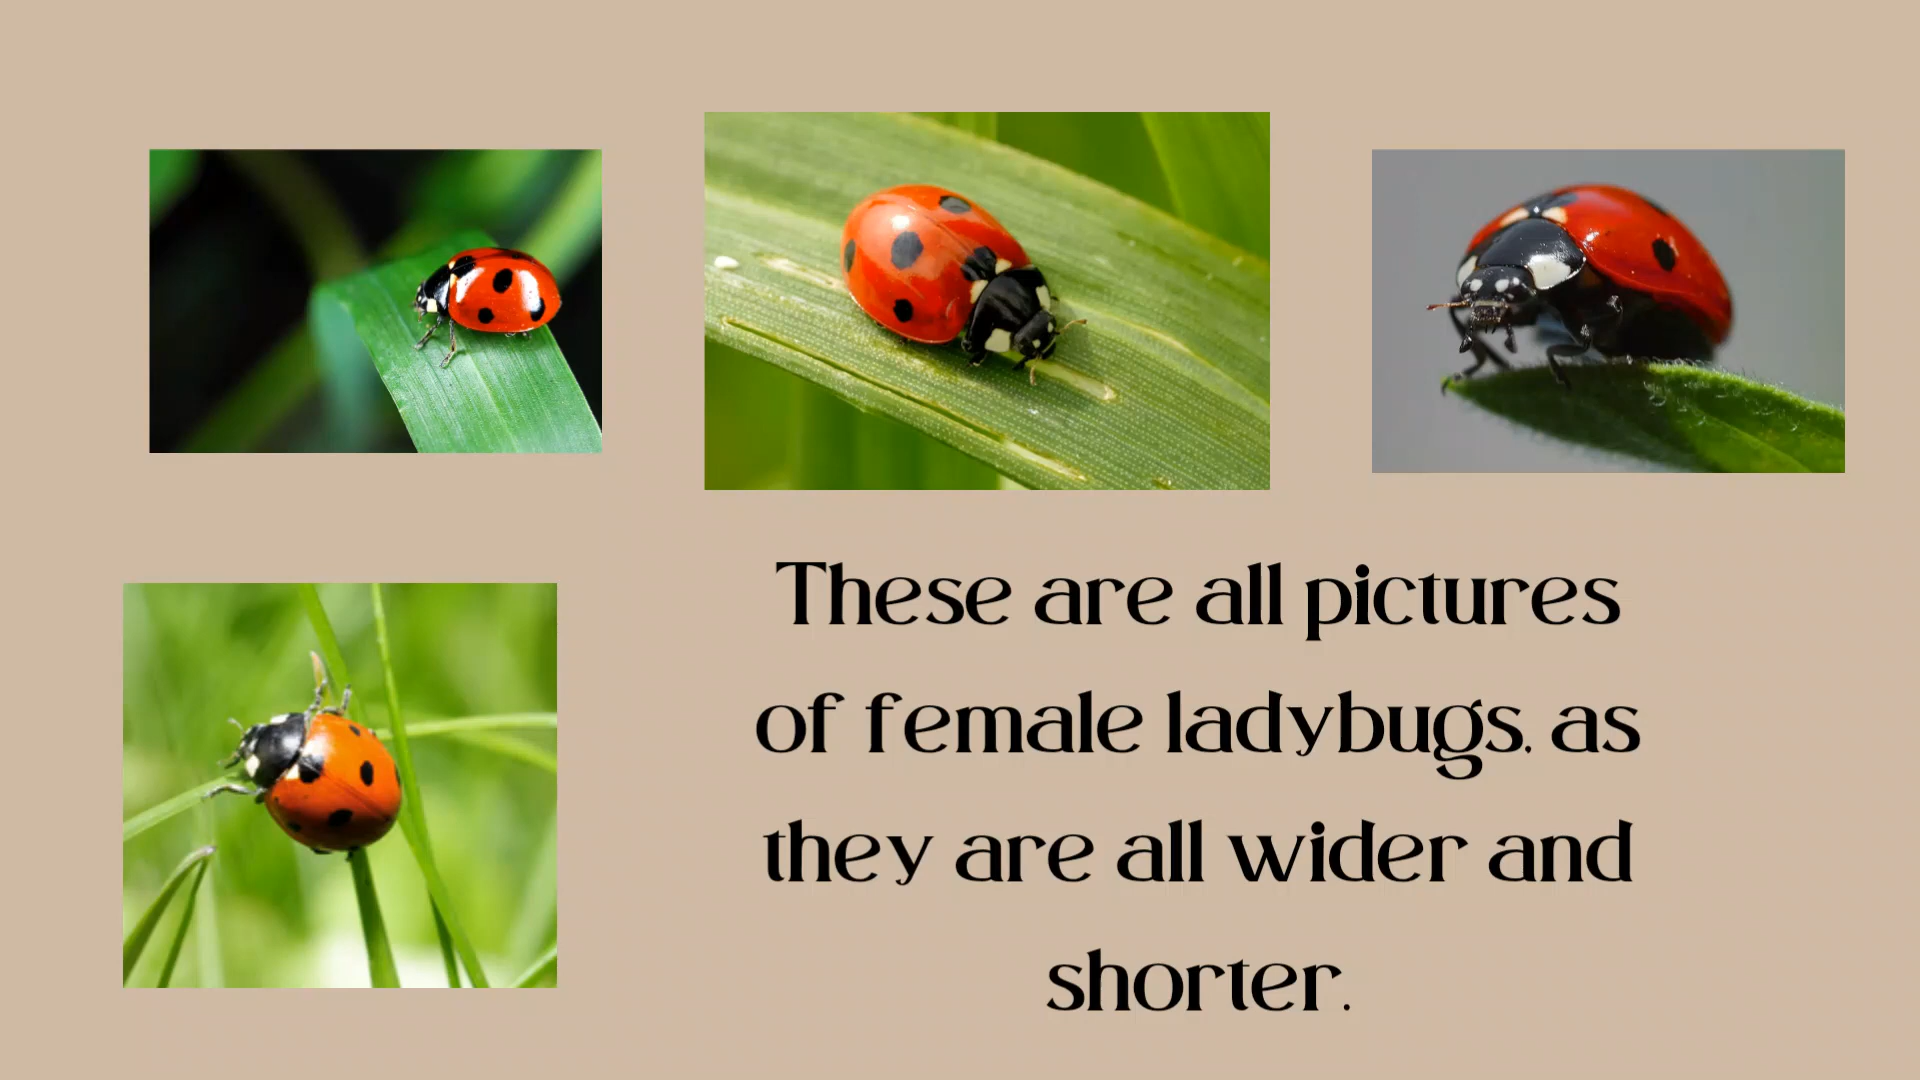 These are all pictures
of female ladybugs, as
they are all wider and
shorter.